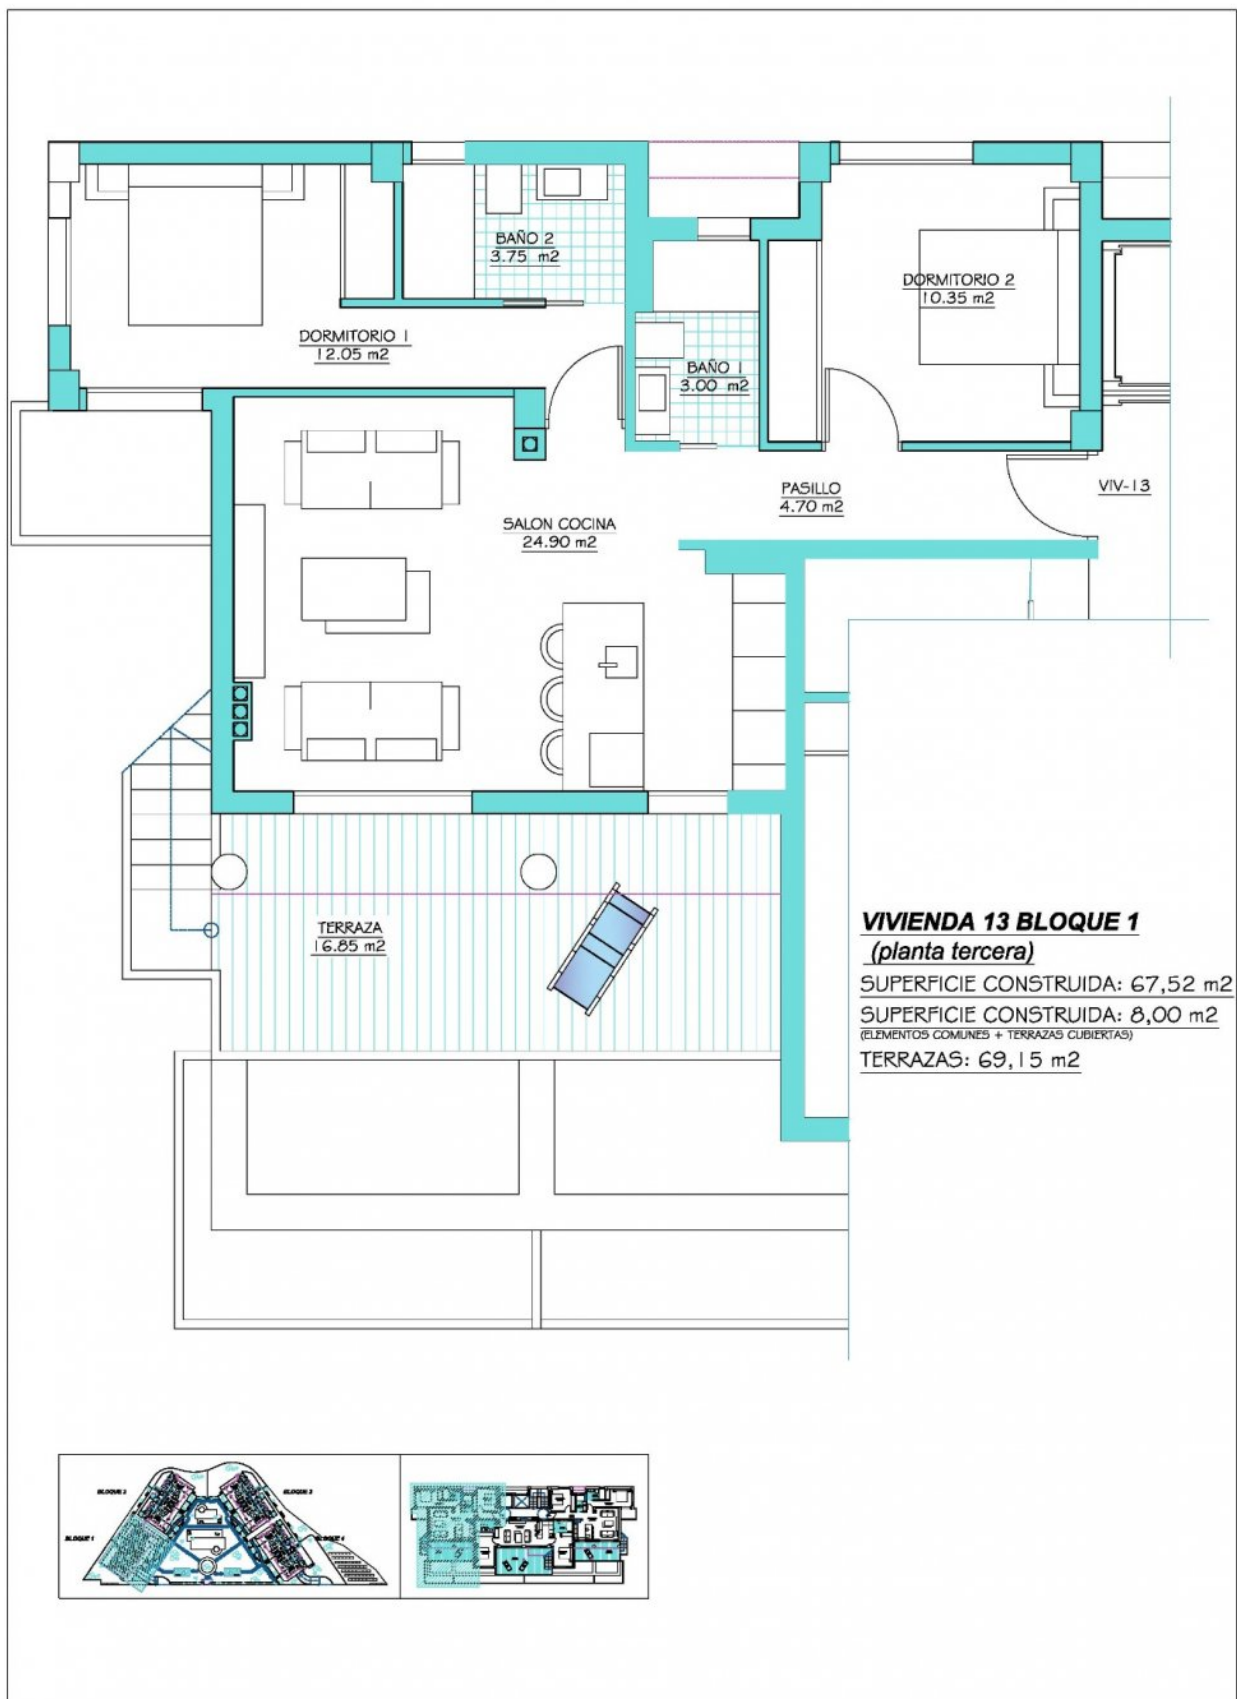 BAÑO 2
3.75 m2
DORMITORIO 2
10.35 m2
DORMITORIO 1
12.05 m2
BAÑO 1
3.00 m2
PASILLO
4.70 m2
VIV-13
SALON COCINA
24.90 m2
TERRAZA
16.85 m2
VIVIENDA 13 BLOQUE 1
(planta tercera)
SUPERFICIE CONSTRUIDA: 67,52 m2
SUPERFICIE CONSTRUIDA: 8,00 m2
(ELEMENTOS COMUNES + TERRAZAS CUBIERTAS)
TERRAZAS: 69,15 m2
BLOQUE 2
BLOQUE 3
BLOQUE 1
BLOQUE 4